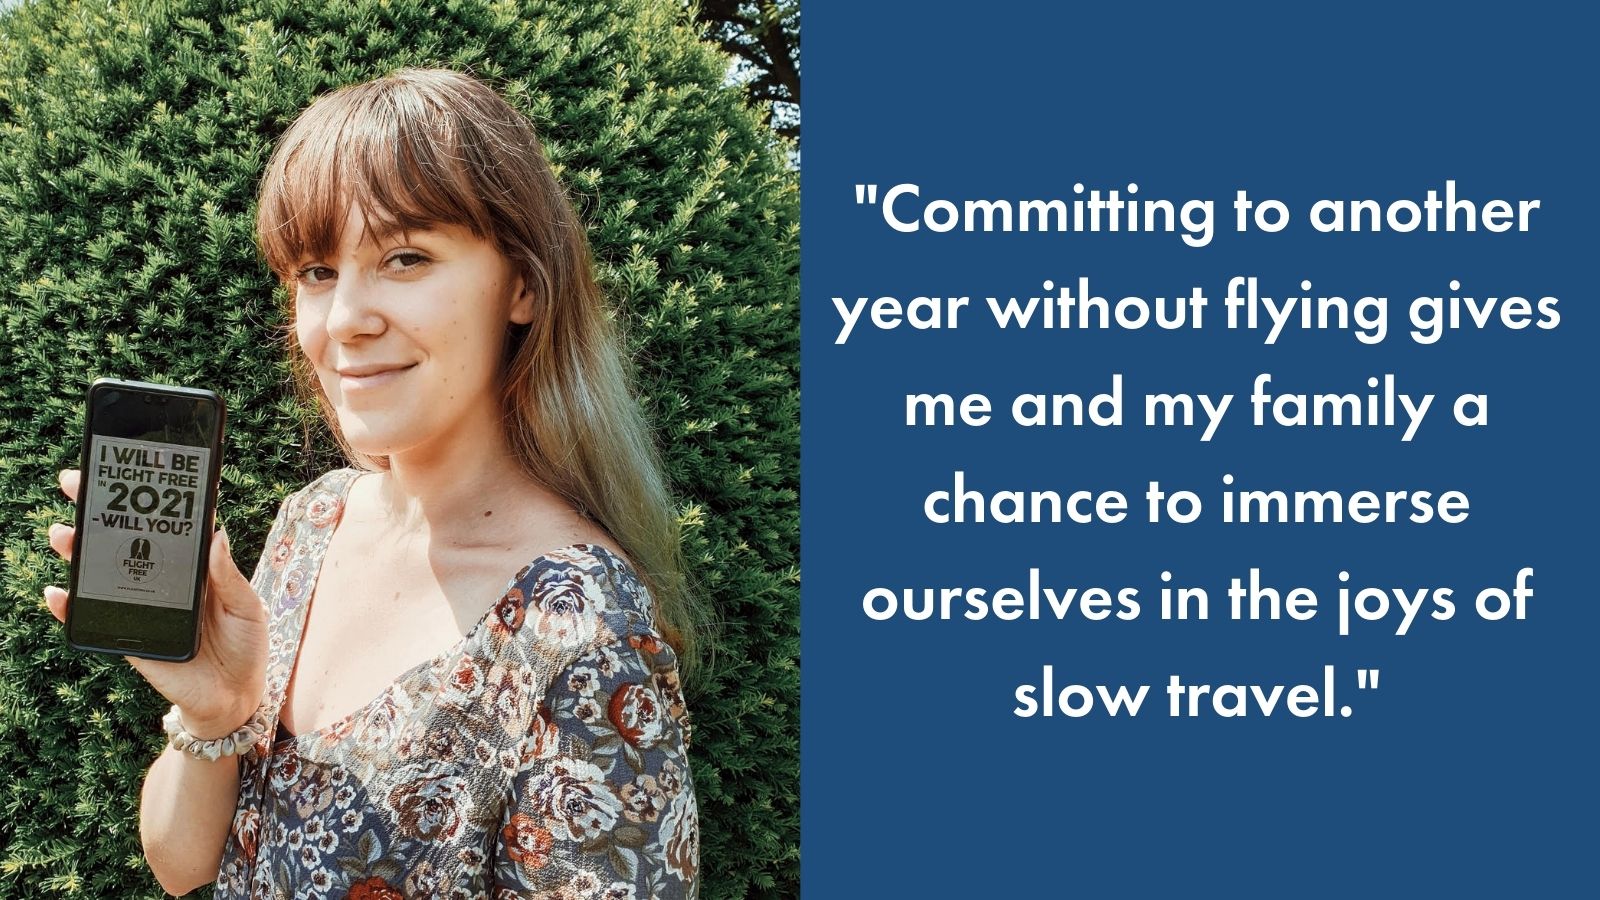 I WILL BE
FLIGHT FREE
IN 2021
-WILL YOU?
FLIGHT
FREE
UK
"Committing to another
year without flying gives
me and my family a
chance to immerse
ourselves in the joys of
slow travel."